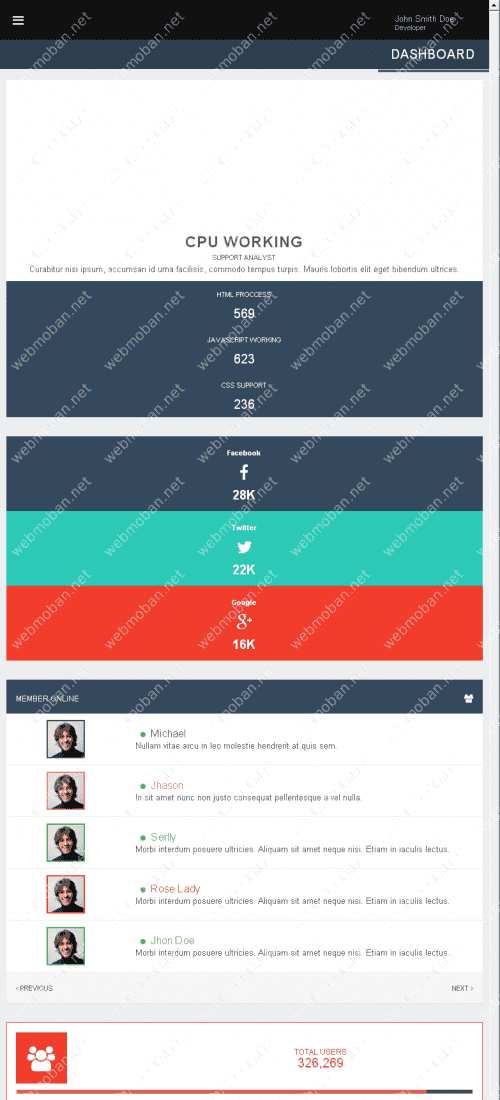 John Smith Doe
Developer
DASHBOARD
CPU WORKING
SUPPORT ANALYST
Curabitur nisi ipsum, accumsan id urna facilisis, commodo tempus turpis. Mauris lobortis elit eget bibendum ultrices.
HTML PROCCESS
569
JAVASCRIPT WORKING
623
CSS SUPPORT
236
Facebook
28K
Twitter
22K
Google
16K
MEMBER ONLINE
Michael
Nullam vitae arcu in leo molestie hendrerit at quis sem.
Jhason
In sit amet nunc non justo consequat pellentesque a vel nulla.
Serlly
Morbi interdum posuere ultricies. Aliquam sit amet neque nisi. Etiam in iaculis lectus.
Rose Lady
Morbi interdum posuere ultricies. Aliquam sit amet neque nisi. Etiam in iaculis lectus.
Jhon Doe
Morbi interdum posuere ultricies. Aliquam sit amet neque nisi. Etiam in iaculis lectus.
‹ PREVIOUS NEXT ›
TOTAL USERS
326,269
webmoban.net